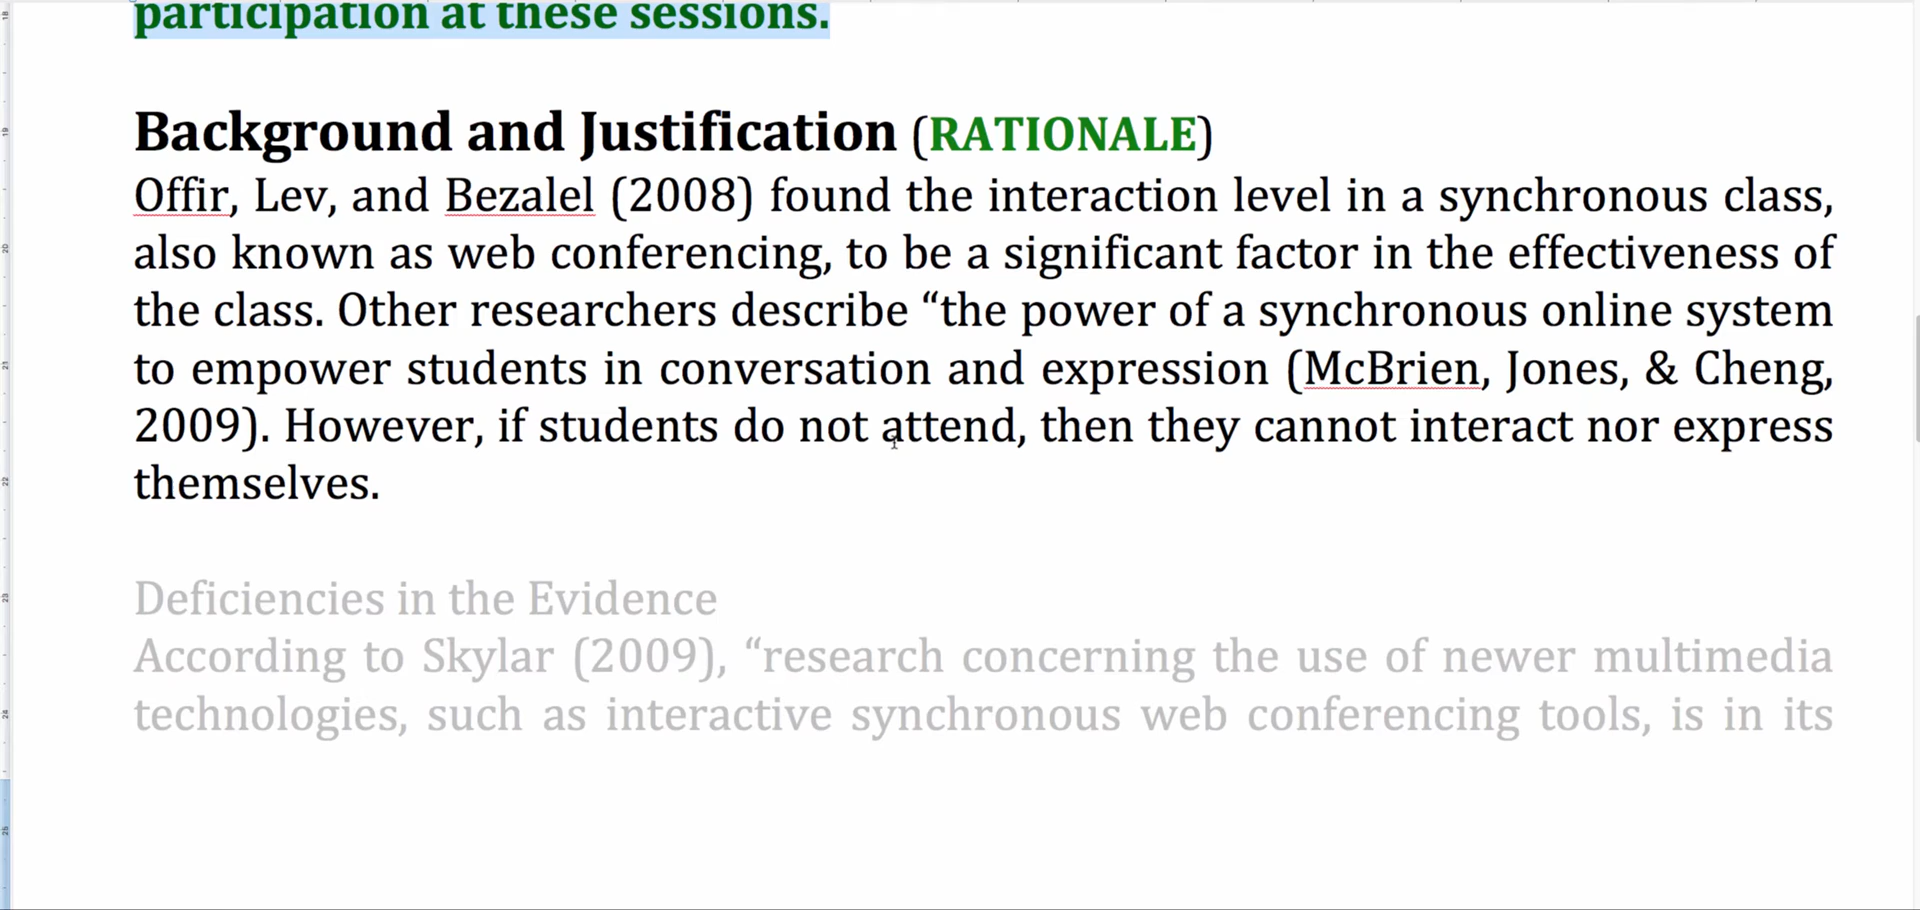 participation at these sessions.
Background and Justification (RATIONALE)
Offir, Lev, and Bezalel (2008) found the interaction level in a synchronous class,
also known as web conferencing, to be a significant factor in the effectiveness of
the class. Other researchers describe “the power of a synchronous online system
to empower students in conversation and expression (McBrien, Jones, & Cheng,
2009). However, if students do not attend, then they cannot interact nor express
themselves.
Deficiencies in the Evidence
According to Skylar (2009), “research concerning the use of newer multimedia
technologies, such as interactive synchronous web conferencing tools, is in its